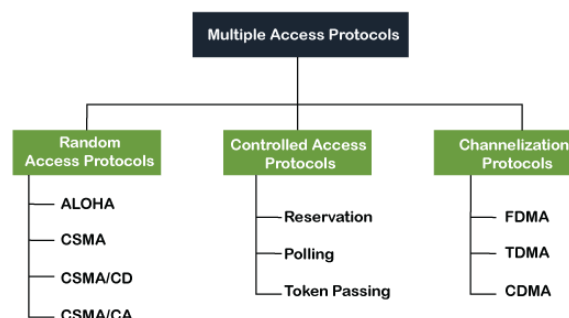 Multiple Access Protocols
Random
Access Protocols
ALOHA
CSMA
CSMA/CD
CSMA/CA
Controlled Access
Protocols
Reservation
Polling
Token Passing
Channelization
Protocols
FDMA
TDMA
CDMA